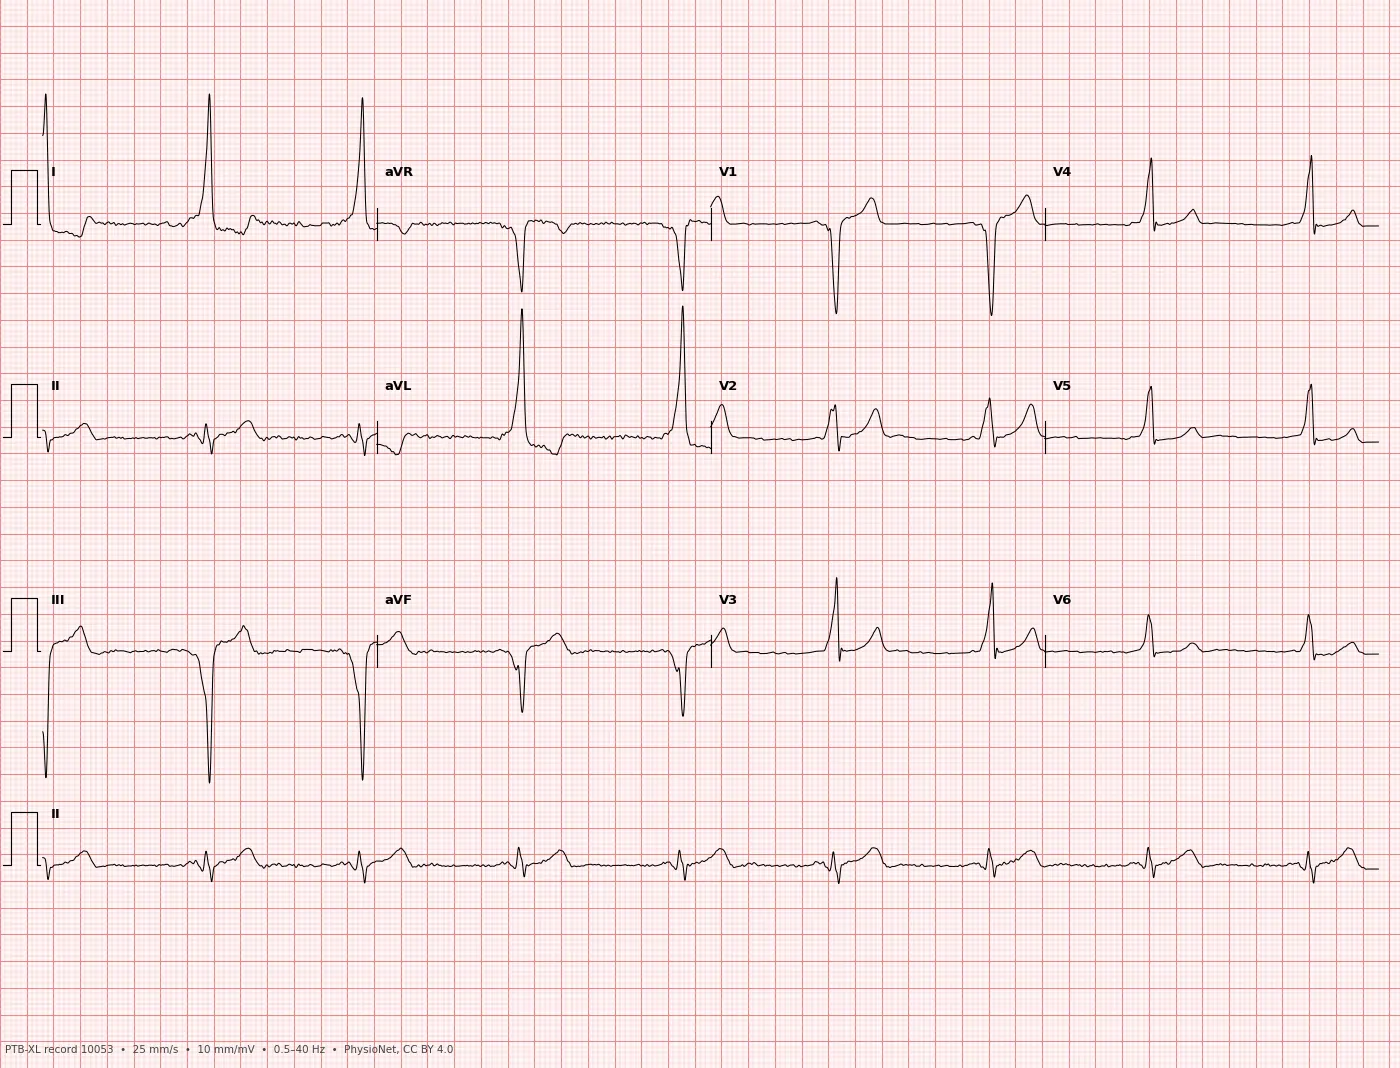 I aVR V1 V4
II aVL V2 V5
III aVF V3 V6
II
PTB-XL record 10053 • 25 mm/s • 10 mm/mV • 0.5–40 Hz • PhysioNet, CC BY 4.0